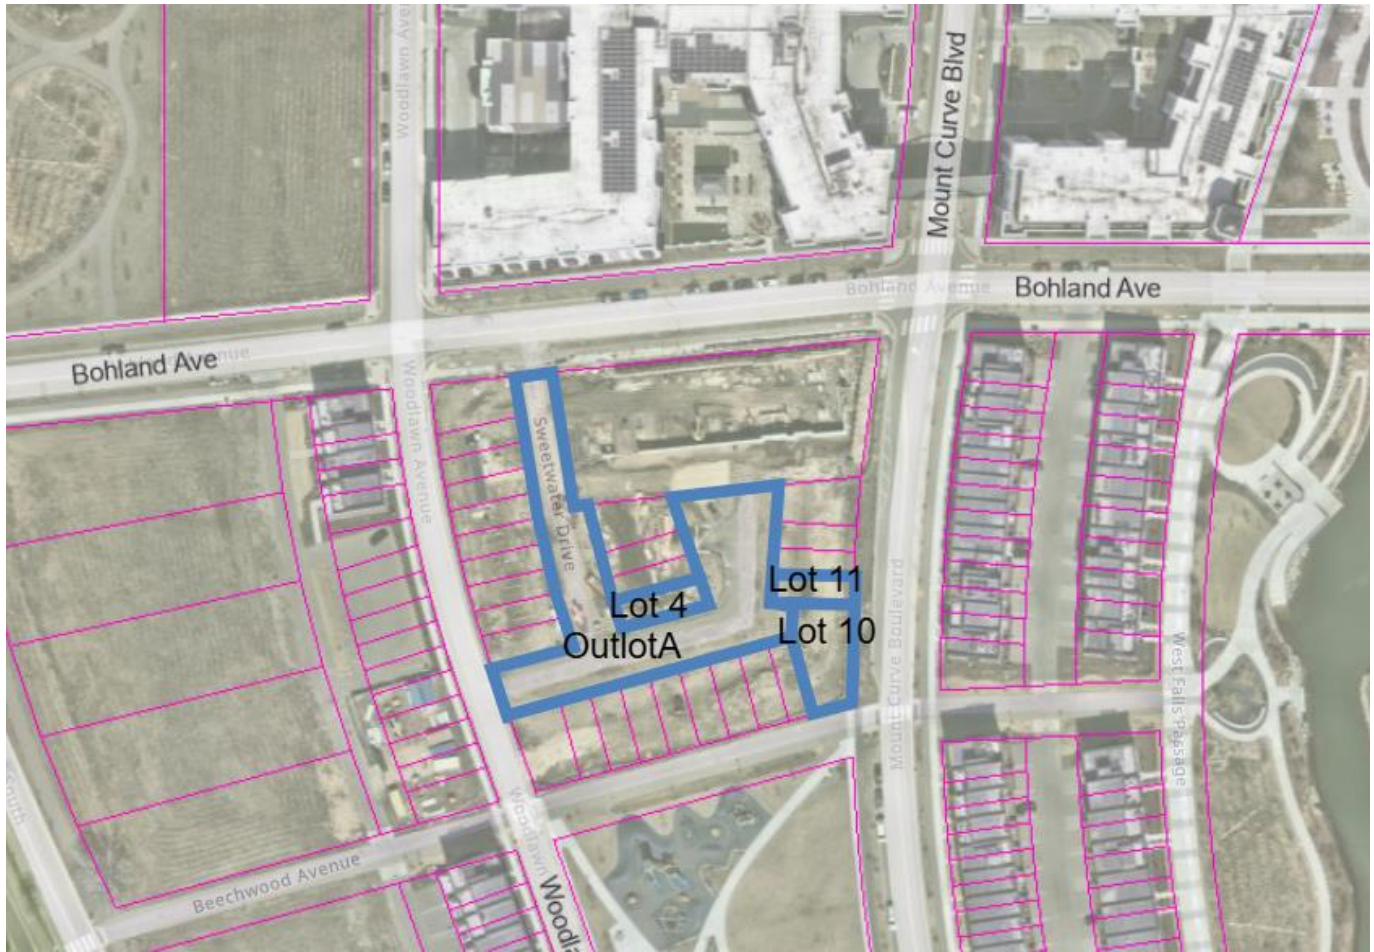 Woodlawn Ave
Mount Curve Blvd
Bohland Avenue
Bohland Ave
Bohland Ave
Woodlawn Avenue
Sweetwater Drive
Lot 11
Lot 4
Lot 10
OutlotA
Mount Curve Boulevard
West Falls Passage
Woodlawn
Woodla
Beechwood Avenue